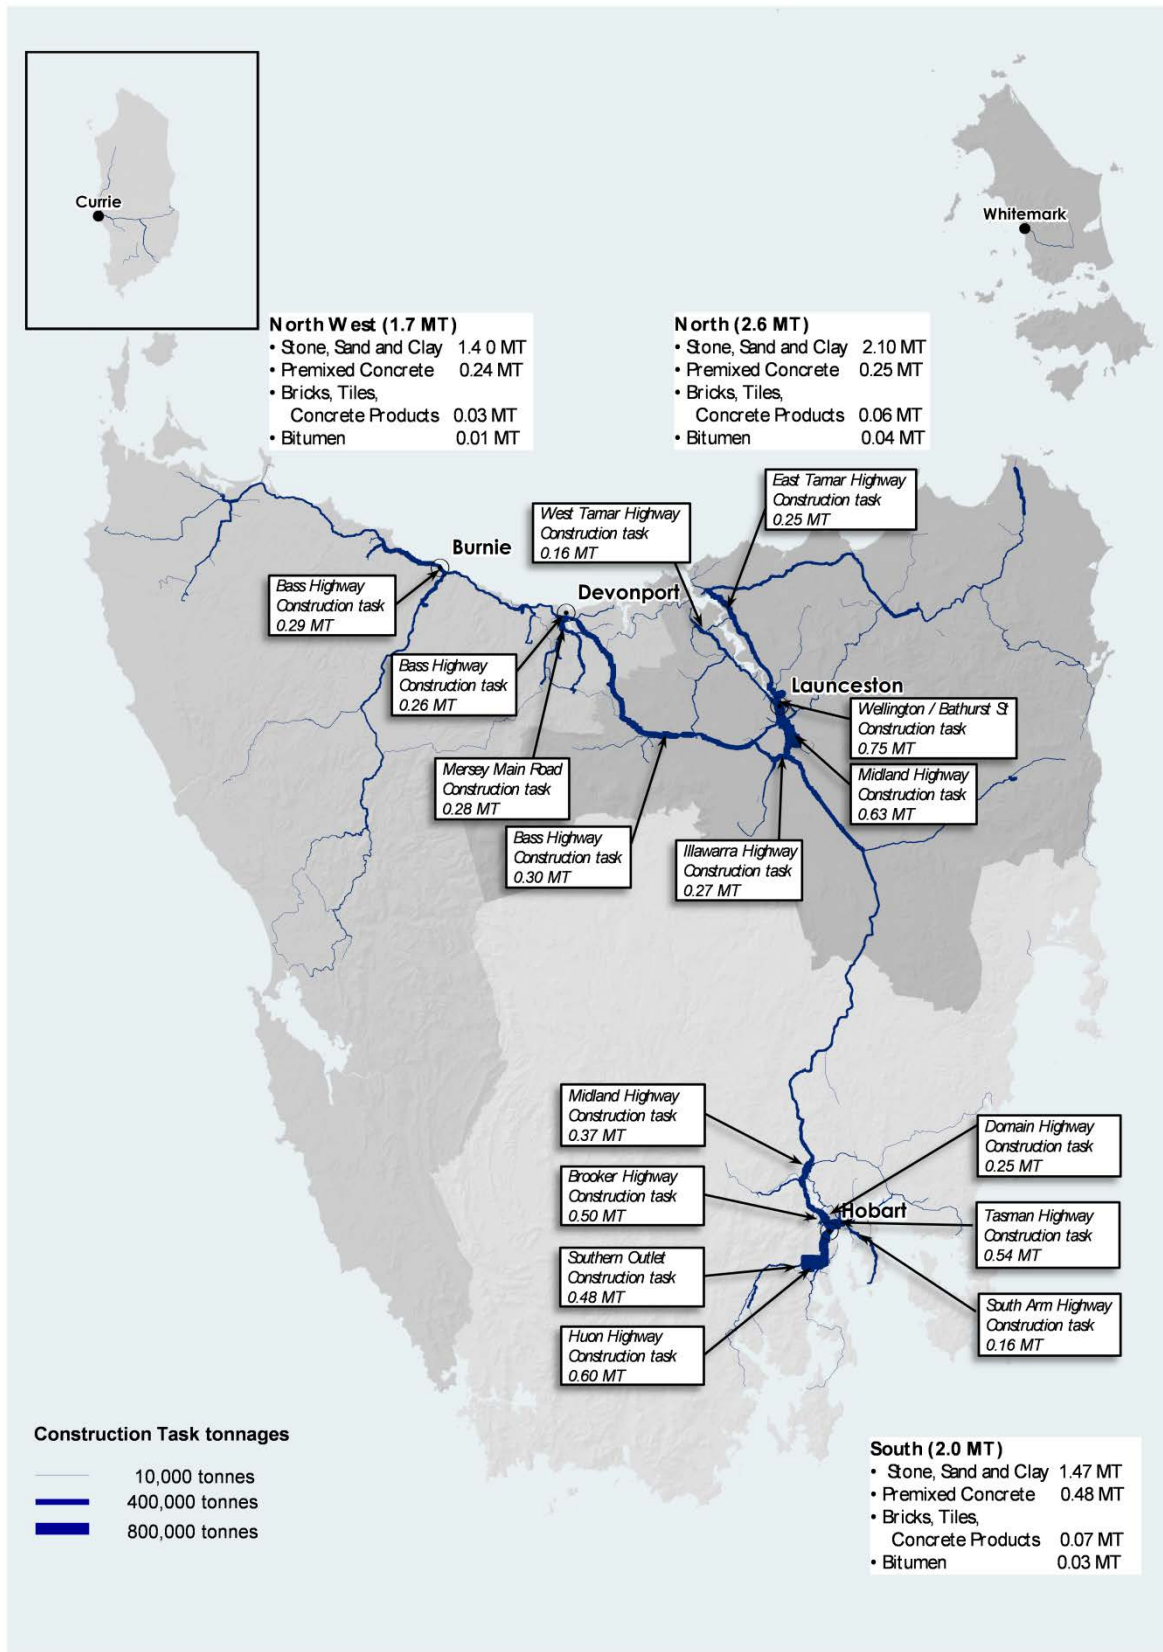 Currie
Whitemark
North West (1.7 MT)
• Stone, Sand and Clay 1.4 0 MT
• Premixed Concrete 0.24 MT
• Bricks, Tiles,
Concrete Products 0.03 MT
• Bitumen 0.01 MT
North (2.6 MT)
• Stone, Sand and Clay 2.10 MT
• Premixed Concrete 0.25 MT
• Bricks, Tiles,
Concrete Products 0.06 MT
• Bitumen 0.04 MT
East Tamar Highway
Construction task
0.25 MT
West Tamar Highway
Construction task
0.16 MT
Burnie
Bass Highway
Construction task
0.29 MT
Devonport
Bass Highway
Construction task
0.26 MT
Launceston
Wellington / Bathurst St
Construction task
0.75 MT
Mersey Main Road
Construction task
0.28 MT
Midland Highway
Construction task
0.63 MT
Bass Highway
Construction task
0.30 MT
Illawarra Highway
Construction task
0.27 MT
Midland Highway
Construction task
0.37 MT
Domain Highway
Construction task
0.25 MT
Brooker Highway
Construction task
0.50 MT
Hobart
Tasman Highway
Construction task
0.54 MT
Southern Outlet
Construction task
0.48 MT
South Arm Highway
Construction task
0.16 MT
Huon Highway
Construction task
0.60 MT
Construction Task tonnages
10,000 tonnes
400,000 tonnes
800,000 tonnes
South (2.0 MT)
• Stone, Sand and Clay 1.47 MT
• Premixed Concrete 0.48 MT
• Bricks, Tiles,
Concrete Products 0.07 MT
• Bitumen 0.03 MT